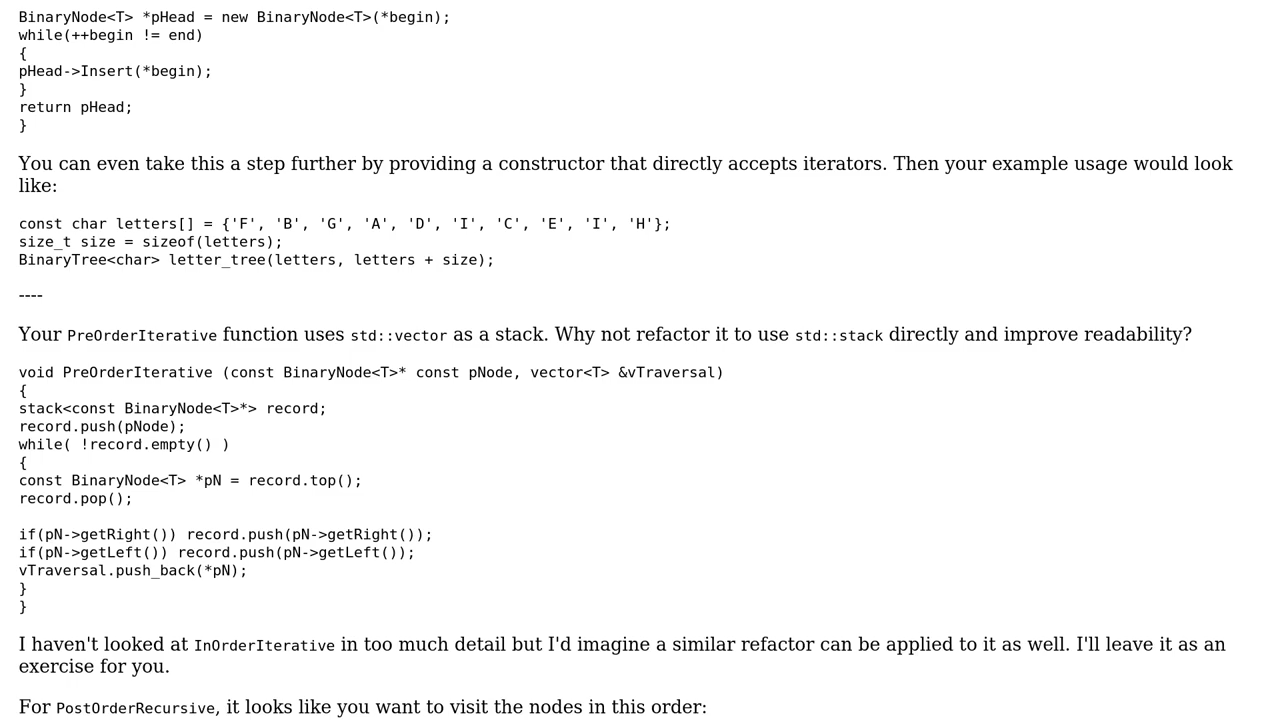 BinaryNode<T> *pHead = new BinaryNode<T>(*begin);
while(++begin != end)
{
pHead->Insert(*begin);
}
return pHead;
}
You can even take this a step further by providing a constructor that directly accepts iterators. Then your example usage would look
like:
const char letters[] = {'F', 'B', 'G', 'A', 'D', 'I', 'C', 'E', 'I', 'H'};
size_t size = sizeof(letters);
BinaryTree<char> letter_tree(letters, letters + size);
----
Your PreOrderIterative function uses std::vector as a stack. Why not refactor it to use std::stack directly and improve readability?
void PreOrderIterative (const BinaryNode<T>* const pNode, vector<T> &vTraversal)
{
stack<const BinaryNode<T>*> record;
record.push(pNode);
while( !record.empty() )
{
const BinaryNode<T> *pN = record.top();
record.pop();
if(pN->getRight()) record.push(pN->getRight());
if(pN->getLeft()) record.push(pN->getLeft());
vTraversal.push_back(*pN);
}
}
I haven't looked at InOrderIterative in too much detail but I'd imagine a similar refactor can be applied to it as well. I'll leave it as an
exercise for you.
For PostOrderRecursive, it looks like you want to visit the nodes in this order: